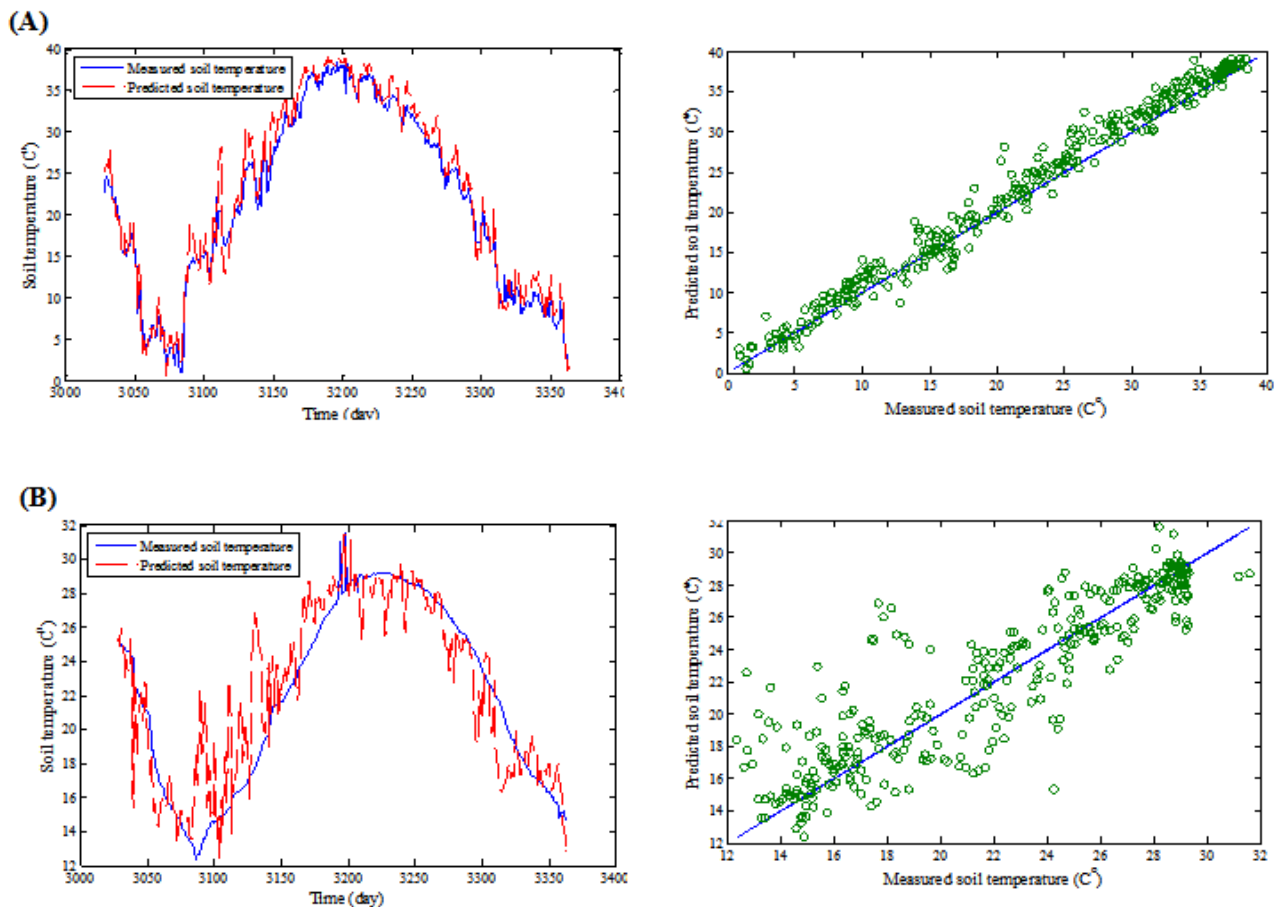 (A)
40
35
30
25
20
15
10
5
0
Soil temperature (C°)
Measured soil temperature
Predicted soil temperature
3000 3050 3100 3150 3200 3250 3300 3350 340
Time (day)
40
35
30
25
20
15
10
5
0
Predicted soil temperature (C°)
0 5 10 15 20 25 30 35 40
Measured soil temperature (C°)
(B)
32
30
28
26
24
22
20
18
16
14
12
Soil temperature (C°)
Measured soil temperature
Predicted soil temperature
3000 3050 3100 3150 3200 3250 3300 3350 3400
Time (day)
32
30
28
26
24
22
20
18
16
14
12
Predicted soil temperature (C°)
12 14 16 18 20 22 24 26 28 30 32
Measured soil temperature (C°)